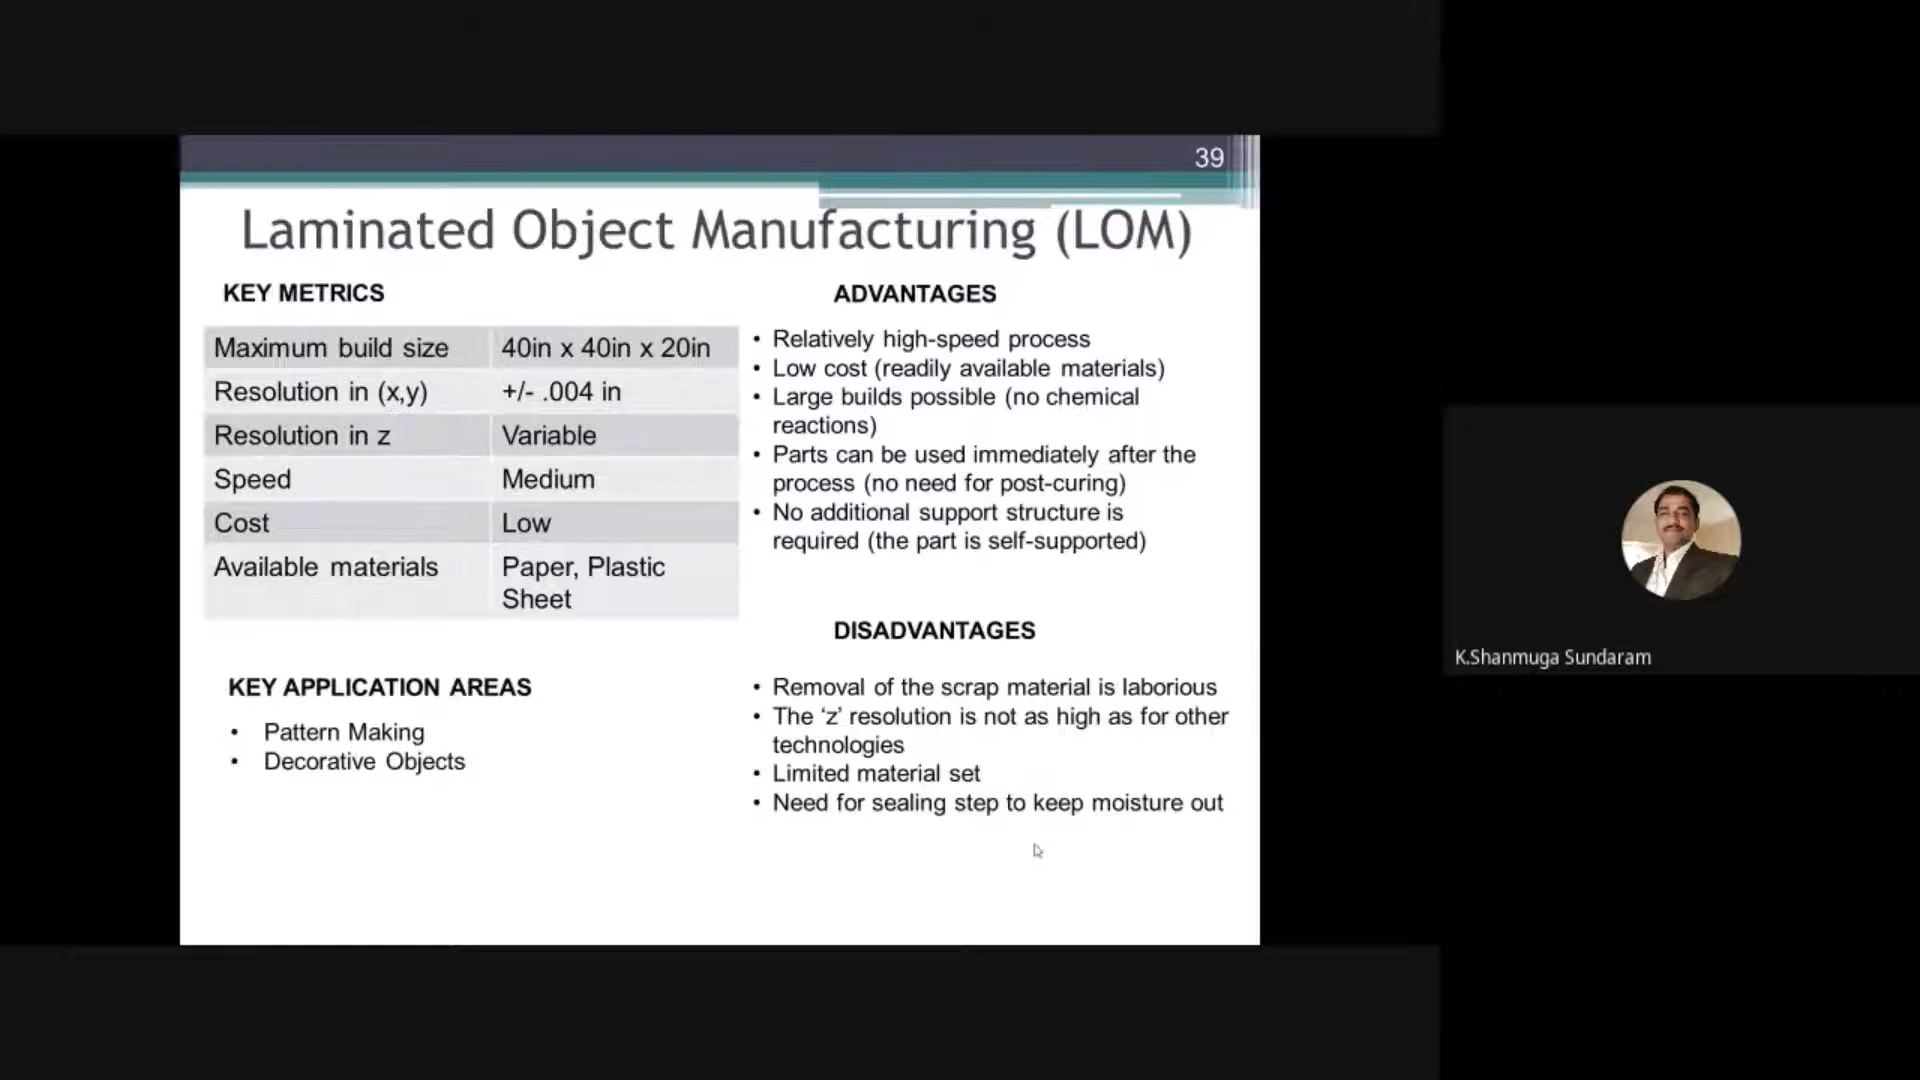 39
Laminated Object Manufacturing (LOM)
KEY METRICS
Maximum build size 40in x 40in x 20in
Resolution in (x,y) +/- .004 in
Resolution in z Variable
Speed Medium
Cost Low
Available materials Paper, Plastic
Sheet
KEY APPLICATION AREAS
• Pattern Making
• Decorative Objects
ADVANTAGES
• Relatively high-speed process
• Low cost (readily available materials)
• Large builds possible (no chemical
reactions)
• Parts can be used immediately after the
process (no need for post-curing)
• No additional support structure is
required (the part is self-supported)
DISADVANTAGES
• Removal of the scrap material is laborious
• The ‘z’ resolution is not as high as for other
technologies
• Limited material set
• Need for sealing step to keep moisture out
K.Shanmuga Sundaram